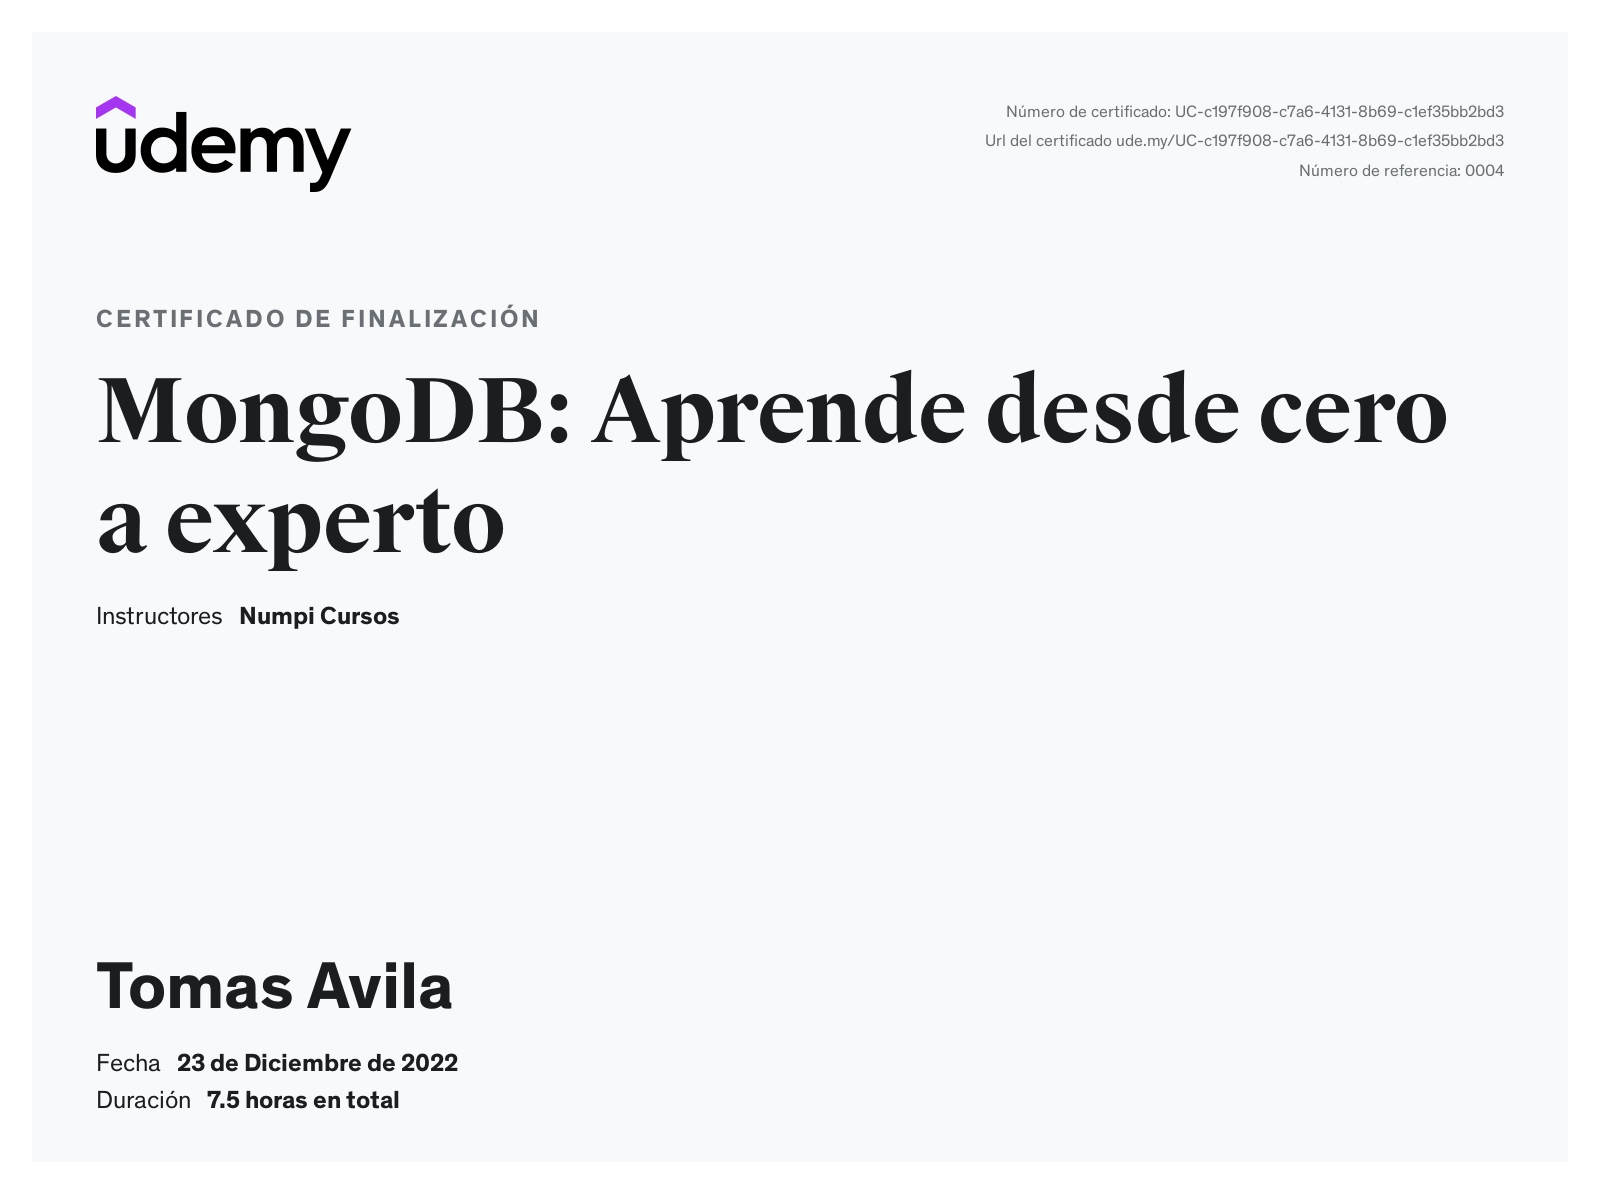 udemy
Número de certificado: UC-c197f908-c7a6-4131-8b69-c1ef35bb2bd3
Url del certificado ude.my/UC-c197f908-c7a6-4131-8b69-c1ef35bb2bd3
Número de referencia: 0004
CERTIFICADO DE FINALIZACIÓN
MongoDB: Aprende desde cero
a experto
Instructores Numpi Cursos
Tomas Avila
Fecha 23 de Diciembre de 2022
Duración 7.5 horas en total